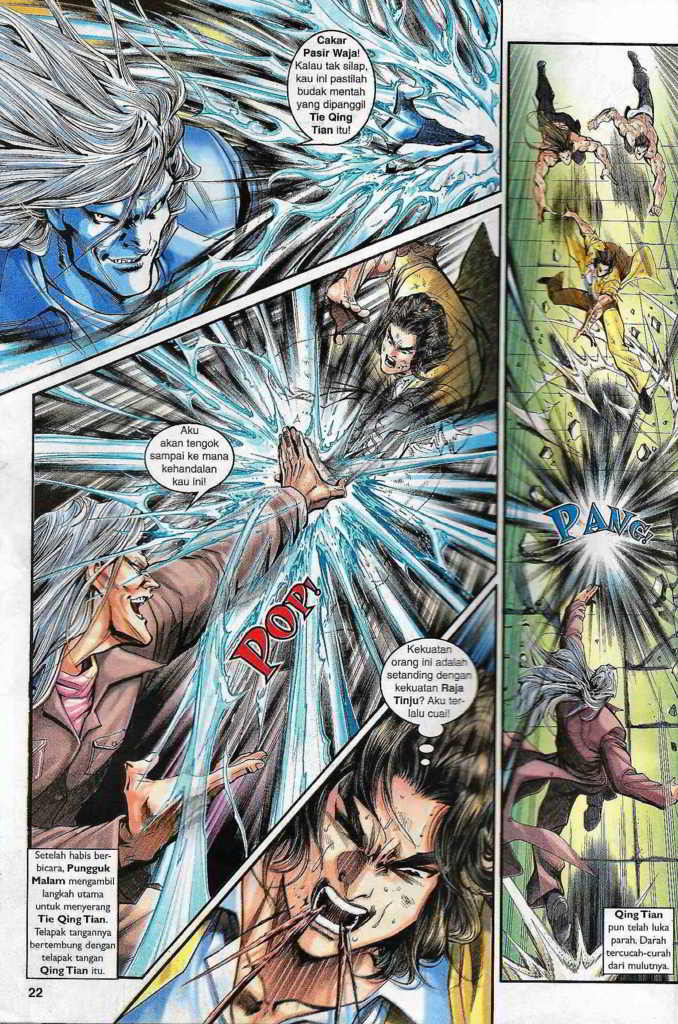 Cakar
Pasir Waja!
Kalau tak silap,
kau ini pastilah
budak mentah
yang dipanggil
Tie Qing
Tian itu!
Aku
akan tengok
sampai ke mana
kehandalan
kau ini!
POP!
Kekuatan
orang ini adalah
setanding dengan
kekuatan Raja
Tinju? Aku ter-
lalu cuai!
Setelah habis ber-
bicara, Pungguk
Malam mengambil
langkah utama
untuk menyerang
Tie Qing Tian.
Telapak tangannya
bertembung dengan
telapak tangan
Qing Tian itu.
PANG!
Qing Tian
pun telah luka
parah. Darah
tercucah-curah
dari mulutnya.
22